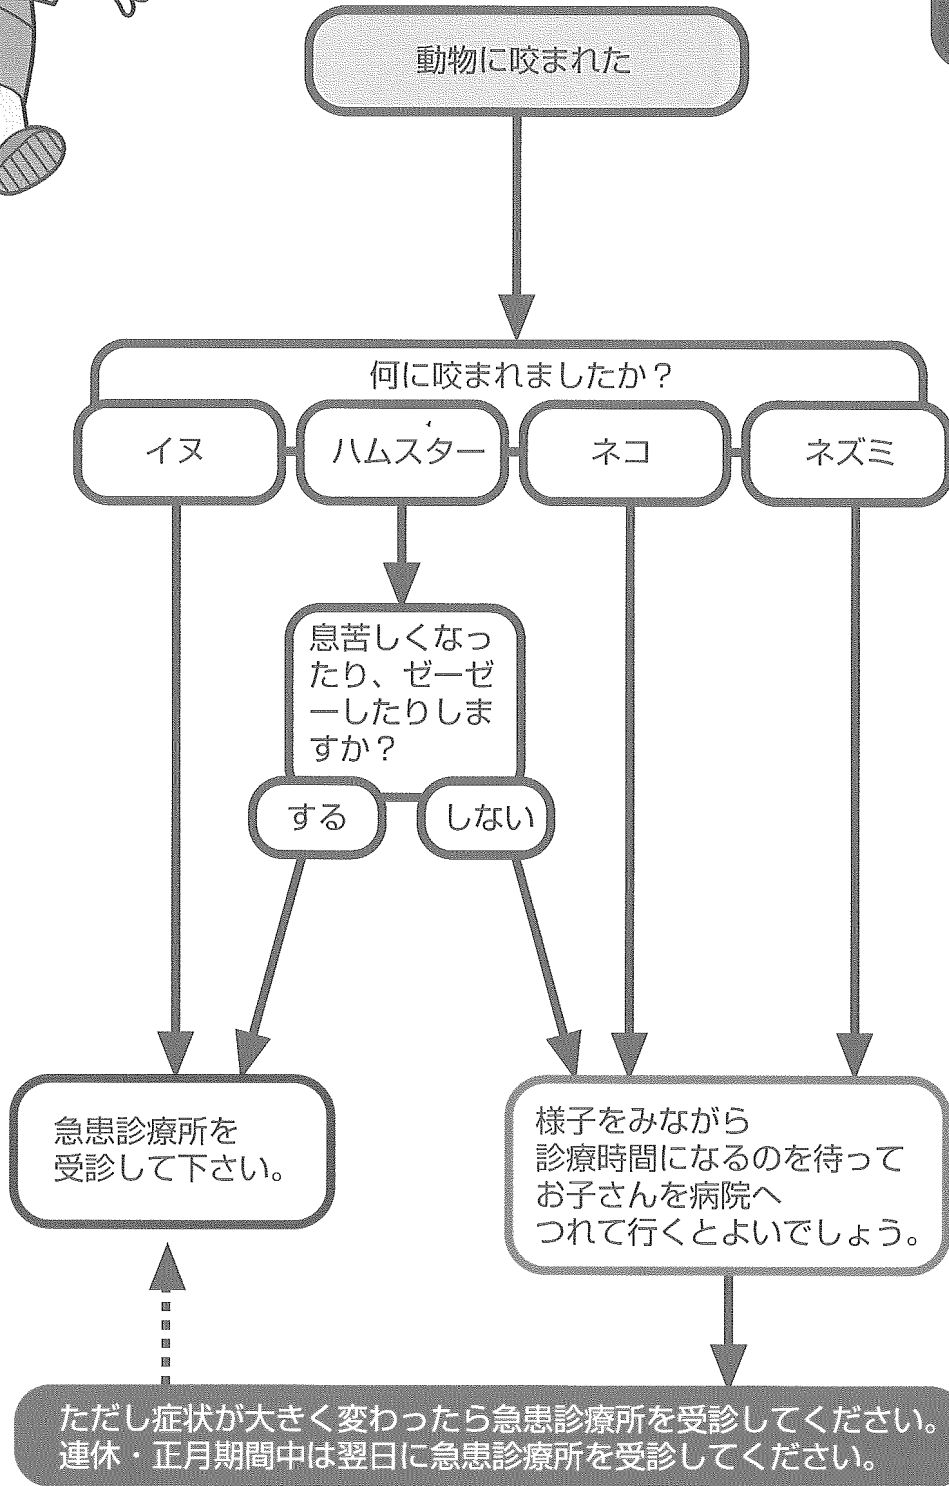 動物に咬まれた
何に咬まれましたか？
イヌ
ハムスター
ネコ
ネズミ
息苦しくなっ
たり、ゼーゼ
ーしたりしま
すか？
する
しない
急患診療所を
受診して下さい。
様子をみながら
診療時間になるのを待って
お子さんを病院へ
つれて行くとよいでしょう。
ただし症状が大きく変わったら急患診療所を受診してください。
連休・正月期間中は翌日に急患診療所を受診してください。